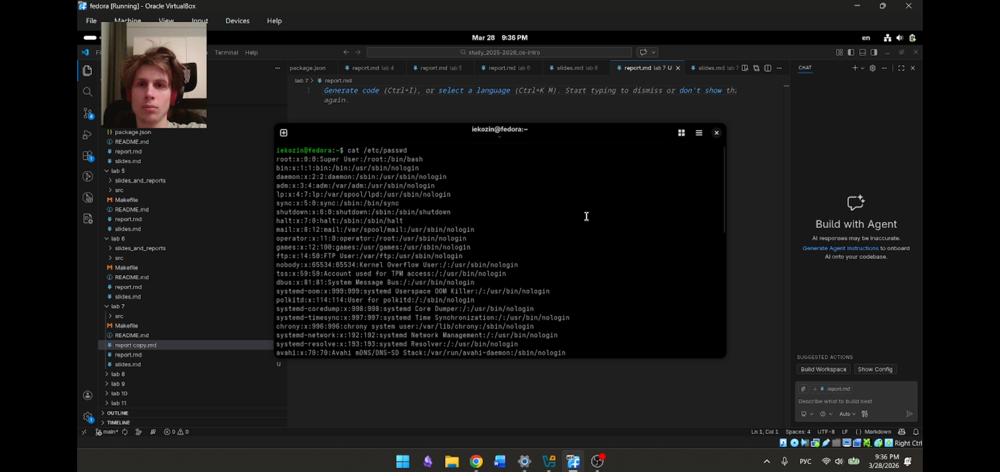 fedora [Running] - Oracle VirtualBox
File Machine View Input Devices Help
Mar 28 9:36 PM
en
Terminal Help
study_2025-2026_os-intro
package.json
report.md lab 4
report.md lab 5
report.md lab 6
slides.md lab 6
report.md lab 7 U
slides.md lab 7
CHAT
lab 7 > report.md
1 Generate code (Ctrl+I), or select a language (Ctrl+K M). Start typing to dismiss or don't show thi
again.
4
1
package.json
README.md
report.md
slides.md
lab 5
slides_and_reports
src
Makefile
README.md
report.md
slides.md
lab 6
slides_and_reports
src
Makefile
README.md
report.md
slides.md
lab 7
src
Makefile
README.md
report copy.md
report.md
slides.md
U
lab 8
lab 9
lab 10
lab 11
OUTLINE
TIMELINE
1
iekozin@fedora:~
~
iekozin@fedora:~$ cat /etc/passwd
root:x:0:0:Super User:/root:/bin/bash
bin:x:1:1:bin:/bin:/usr/sbin/nologin
daemon:x:2:2:daemon:/sbin:/usr/sbin/nologin
adm:x:3:4:adm:/var/adm:/usr/sbin/nologin
lp:x:4:7:lp:/var/spool/lpd:/usr/sbin/nologin
sync:x:5:0:sync:/sbin:/bin/sync
shutdown:x:6:0:shutdown:/sbin:/sbin/shutdown
halt:x:7:0:halt:/sbin:/sbin/halt
mail:x:8:12:mail:/var/spool/mail:/usr/sbin/nologin
operator:x:11:0:operator:/root:/usr/sbin/nologin
games:x:12:100:games:/usr/games:/usr/sbin/nologin
ftp:x:14:50:FTP User:/var/ftp:/usr/sbin/nologin
nobody:x:65534:65534:Kernel Overflow User:/:/usr/sbin/nologin
tss:x:59:59:Account used for TPM access:/:/usr/bin/nologin
dbus:x:81:81:System Message Bus:/:/usr/bin/nologin
systemd-oom:x:999:999:systemd Userspace OOM Killer:/:/usr/bin/nologin
polkitd:x:114:114:User for polkitd:/:/sbin/nologin
systemd-coredump:x:998:998:systemd Core Dumper:/:/usr/bin/nologin
systemd-timesync:x:997:997:systemd Time Synchronization:/:/usr/bin/nologin
chrony:x:996:996:chrony system user:/var/lib/chrony:/sbin/nologin
systemd-network:x:192:192:systemd Network Management:/:/usr/bin/nologin
systemd-resolve:x:193:193:systemd Resolver:/:/usr/bin/nologin
avahi:x:70:70:Avahi mDNS/DNS-SD Stack:/var/run/avahi-daemon:/sbin/nologin
Build with Agent
AI responses may be inaccurate.
Generate Agent Instructions to onboard
AI onto your codebase.
SUGGESTED ACTIONS
Build Workspace Show Config
report.md
Describe what to build next
Auto
main* 0 0
Ln 1, Col 1 Spaces: 4 UTF-8 LF { } Markdown
Right Ctrl
РУС
9:36 PM
3/28/2026